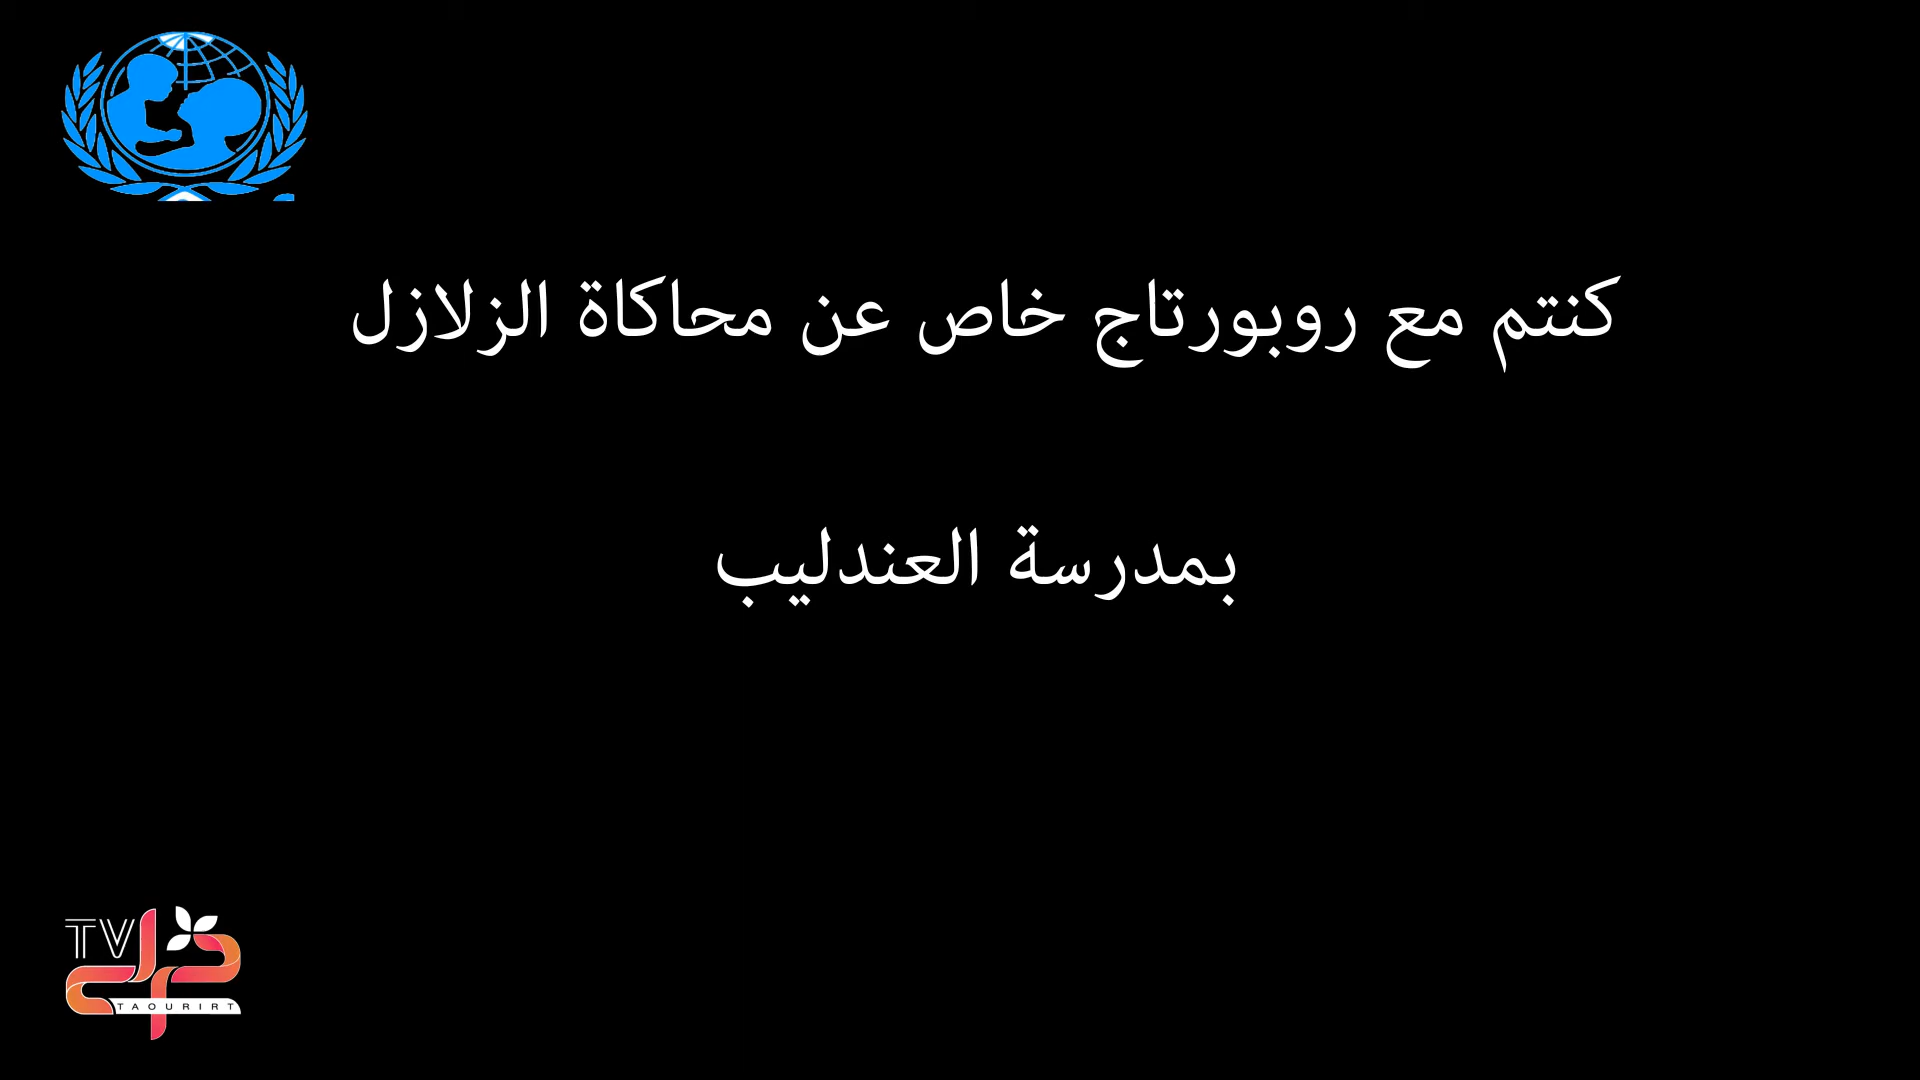 كنتم مع روبورتاج خاص عن محاكاة الزلازل
بمدرسة العندليب
TV
TAOURIRT